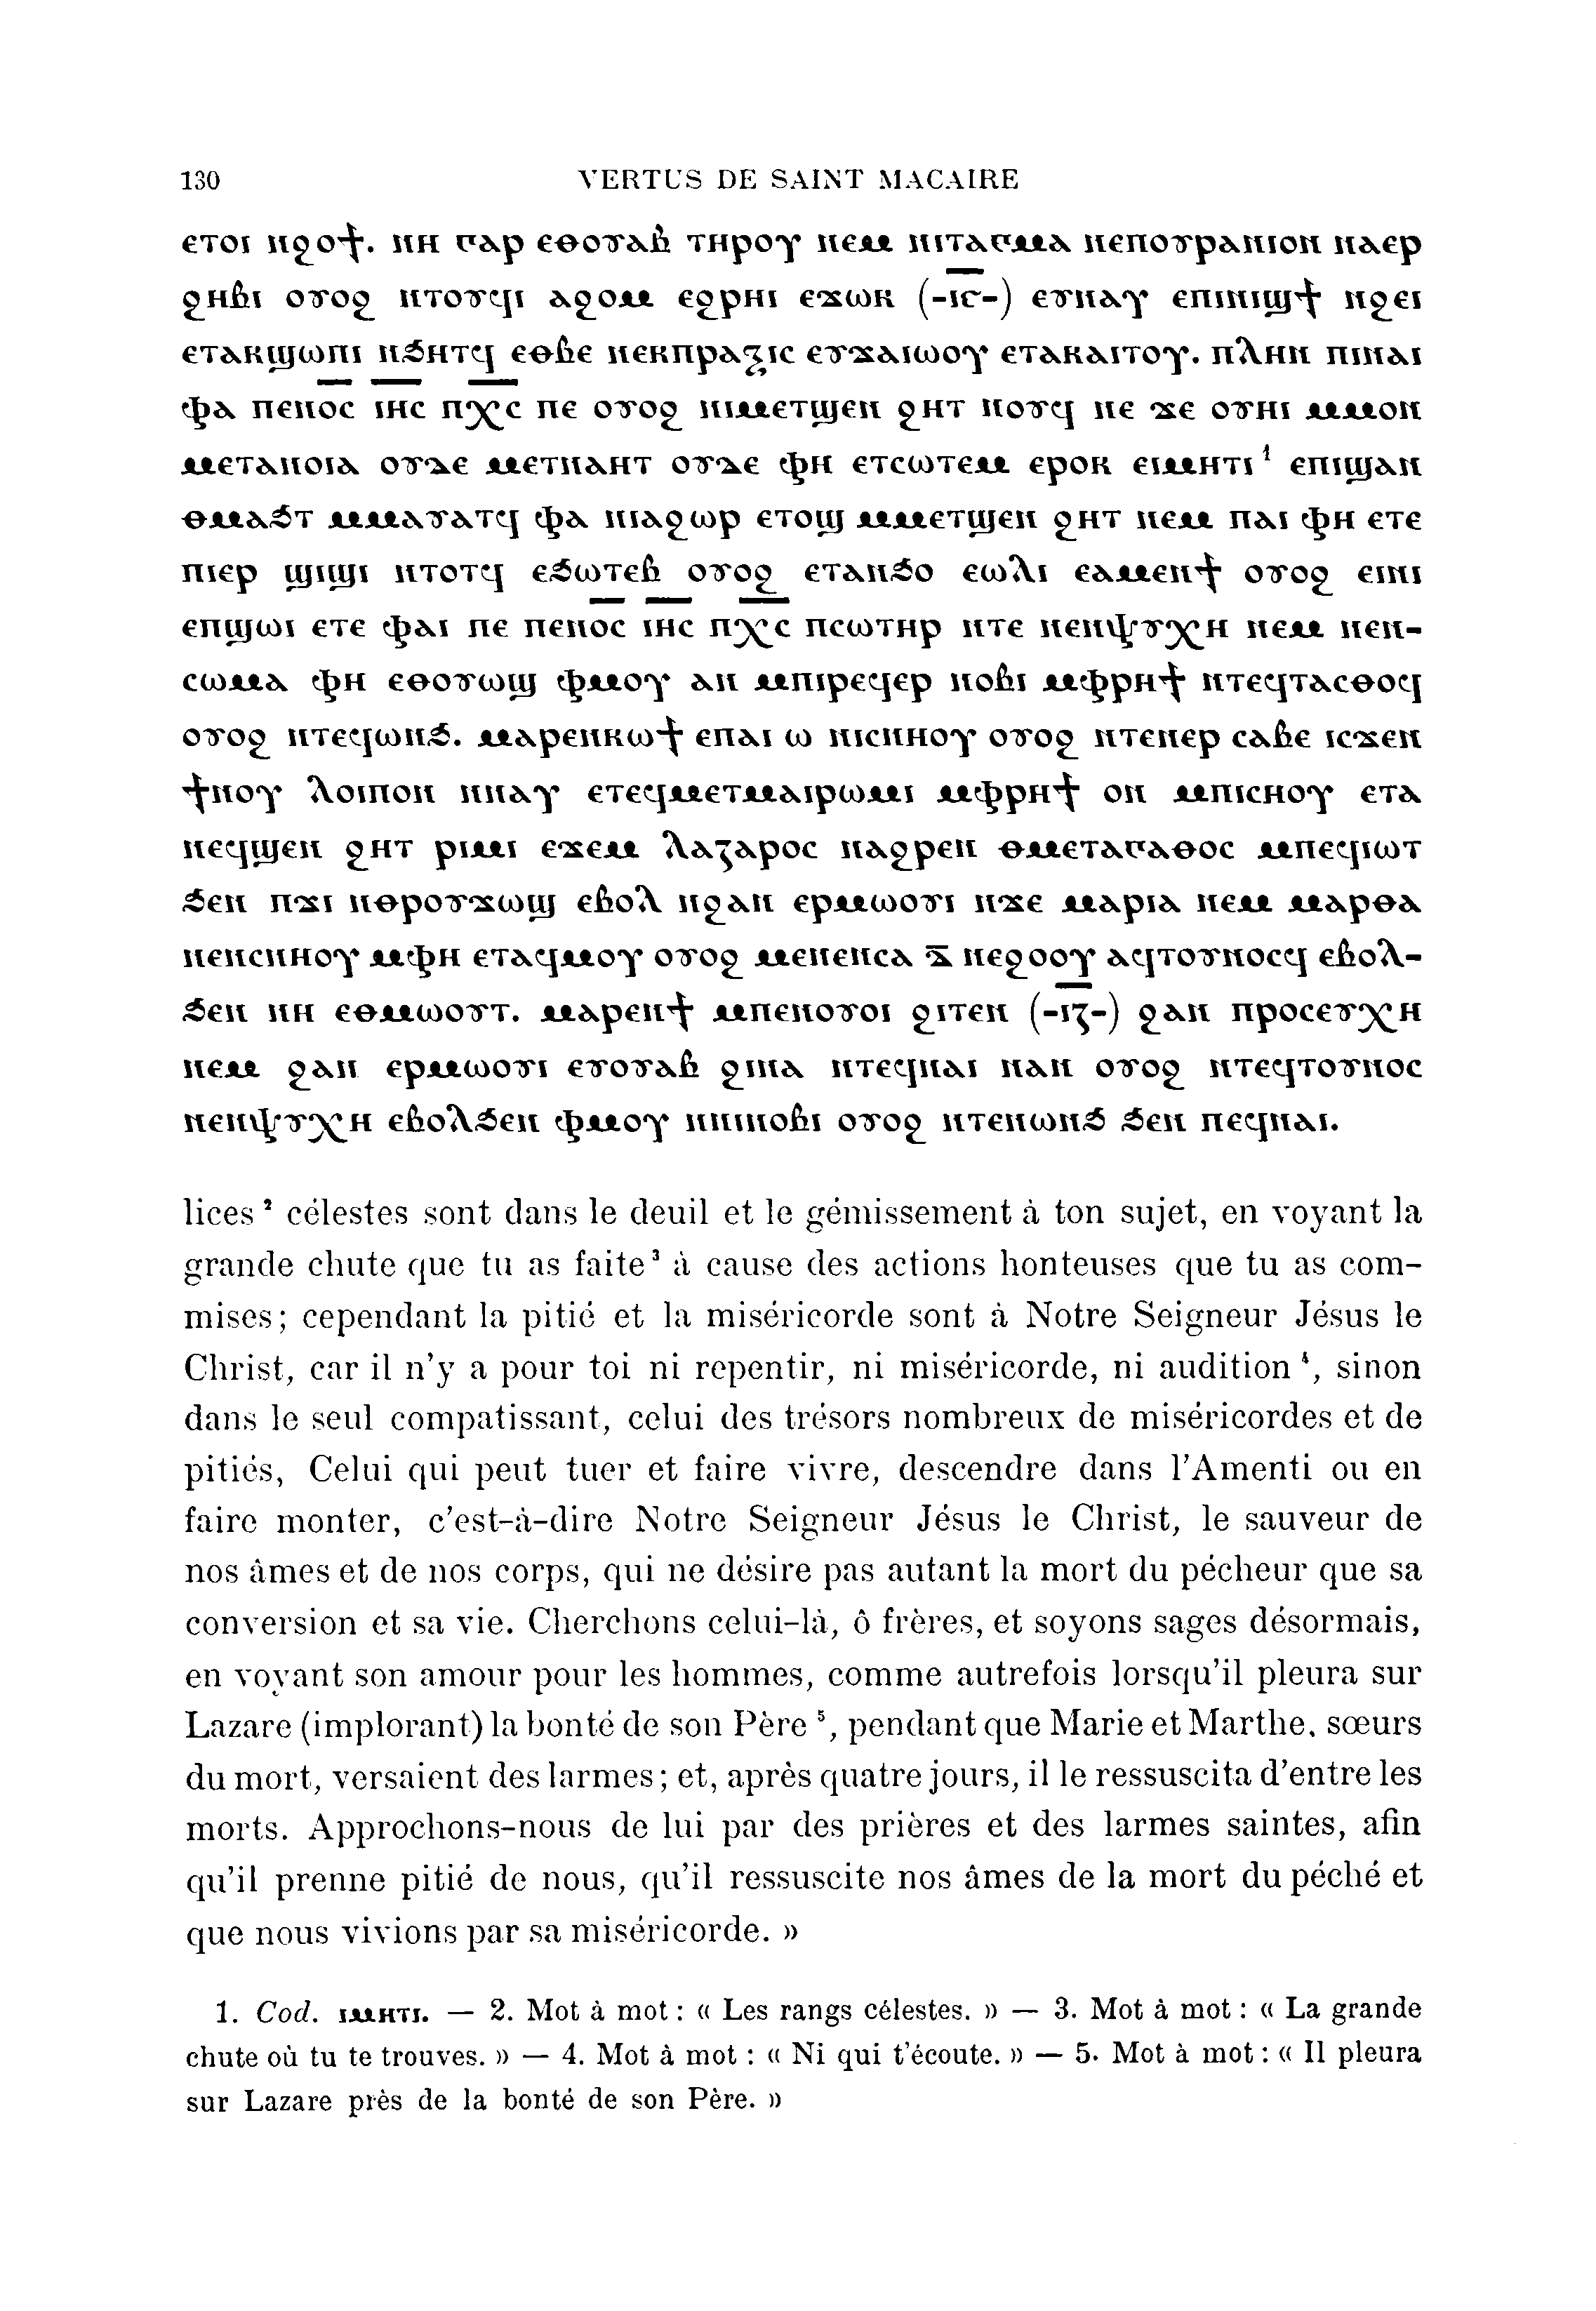 130 VERTUS DE SAINT MACAIRE
ⲉⲧⲟⲓ ⲛϩⲟϯ. ⲛⲏ ⲅⲁⲣ ⲉⲑⲟⲩⲁⲃ ⲧⲏⲣⲟⲩ ⲛⲉⲙ ⲛⲓⲧⲁⲅⲙⲁ ⲛⲉⲡⲟⲩⲣⲁⲛⲓⲟⲛ ⲛⲁⲉⲣ
ϩⲏⲃⲓ ⲟⲩⲟϩ ⲛⲧⲟⲩϥⲓ ⲁϩⲟⲙ ⲉϩⲣⲏⲓ ⲉϫⲱⲕ (-ⲓ̅ⲋ̅-) ⲉⲩⲛⲁⲩ ⲉⲡⲓⲛⲓϣϯ ⲛϩⲉⲓ
ⲉⲧⲁⲕϣⲱⲡⲓ ⲛϧⲏⲧϥ ⲉⲑⲃⲉ ⲛⲉⲕⲡⲣⲁⲝⲓⲥ ⲉⲩϫⲁⲓⲱⲟⲩ ⲉⲧⲁⲕⲁⲓⲧⲟⲩ. ⲡⲗⲏⲛ ⲡⲓⲛⲁⲓ
ⲫⲁ ⲡⲉⲛⲟ̅ⲥ̅ ⲓ̅ⲏ̅ⲥ̅ ⲡ̅ⲭ̅ⲥ̅ ⲡⲉ ⲟⲩⲟϩ ⲛⲓⲙⲉⲧϣⲉⲛ ϩⲏⲧ ⲛⲟⲩϥ ⲛⲉ ϫⲉ ⲟⲩⲏⲓ ⲙⲙⲟⲛ
ⲙⲉⲧⲁⲛⲟⲓⲁ ⲟⲩⲇⲉ ⲙⲉⲧⲛⲁⲏⲧ ⲟⲩⲇⲉ ⲫⲏ ⲉⲧⲥⲱⲧⲉⲙ ⲉⲣⲟⲕ ⲉⲓⲙⲏⲧⲓ¹ ⲉⲡⲓϣⲁⲛ
ⲑⲙⲁϧⲧ ⲙⲙⲁⲩⲁⲧϥ ⲫⲁ ⲛⲓⲁϩⲱⲣ ⲉⲧⲟϣ ⲙⲙⲉⲧϣⲉⲛ ϩⲏⲧ ⲛⲉⲙ ⲡⲁⲓ ⲫⲏ ⲉⲧⲉ
ⲡⲓⲉⲣ ϣⲓϣⲓ ⲛⲧⲟⲧϥ ⲉϧⲱⲧⲉⲃ ⲟⲩⲟϩ ⲉⲧⲁⲛϧⲟ ⲉⲱⲗⲓ ⲉⲁⲙⲉⲛϯ ⲟⲩⲟϩ ⲉⲓⲛⲓ
ⲉⲡϣⲱⲓ ⲉⲧⲉ ⲫⲁⲓ ⲡⲉ ⲡⲉⲛⲟ̅ⲥ̅ ⲓ̅ⲏ̅ⲥ̅ ⲡ̅ⲭ̅ⲥ̅ ⲡⲥⲱⲧⲏⲣ ⲛⲧⲉ ⲛⲉⲛⲯⲩⲭⲏ ⲛⲉⲙ ⲛⲉⲛ-
ⲥⲱⲙⲁ ⲫⲏ ⲉⲑⲟⲩⲱϣ ⲫⲙⲟⲩ ⲁⲛ ⲙⲡⲓⲣⲉϥⲉⲣ ⲛⲟⲃⲓ ⲙⲫⲣⲏϯ ⲛⲧⲉϥⲧⲁⲥⲑⲟϥ
ⲟⲩⲟϩ ⲛⲧⲉϥⲱⲛϧ. ⲙⲁⲣⲉⲛⲕⲱϯ ⲉⲡⲁⲓ ⲱ ⲛⲓⲥⲛⲏⲟⲩ ⲟⲩⲟϩ ⲛⲧⲉⲛⲉⲣ ⲥⲁⲃⲉ ⲓⲥϫⲉⲛ
ϯⲛⲟⲩ ⲗⲟⲓⲡⲟⲛ ⲛⲛⲁⲩ ⲉⲧⲉϥⲙⲉⲧⲙⲁⲓⲣⲱⲙⲓ ⲙⲫⲣⲏϯ ⲟⲛ ⲙⲡⲓⲥⲏⲟⲩ ⲉⲧⲁ
ⲛⲉϥϣⲉⲛ ϩⲏⲧ ⲣⲓⲙⲓ ⲉϫⲉⲙ ⲗⲁⲍⲁⲣⲟⲥ ⲛⲁϩⲣⲉⲛ ⲑⲙⲉⲧⲁⲅⲁⲑⲟⲥ ⲙⲡⲉϥⲓⲱⲧ
ϧⲉⲛ ⲡϫⲓ ⲛⲑⲣⲟⲩϫⲱϣ ⲉⲃⲟⲗ ⲛϩⲁⲛ ⲉⲣⲙⲱⲟⲩⲓ ⲛϫⲉ ⲙⲁⲣⲓⲁ ⲛⲉⲙ ⲙⲁⲣⲑⲁ
ⲛⲉⲛⲥⲛⲏⲟⲩ ⲙⲫⲏ ⲉⲧⲁϥⲙⲟⲩ ⲟⲩⲟϩ ⲙⲉⲛⲉⲛⲥⲁ ⲇ̅ ⲛⲉϩⲟⲟⲩ ⲁϥⲧⲟⲩⲛⲟⲥϥ ⲉⲃⲟⲗ-
ϧⲉⲛ ⲛⲏ ⲉⲑⲙⲱⲟⲩⲧ. ⲙⲁⲣⲉⲛϯ ⲙⲡⲉⲛⲟⲩⲟⲓ ϩⲓⲧⲉⲛ (-ⲓ̅ⲍ̅-) ϩⲁⲛ ⲡⲣⲟⲥⲉⲩⲭⲏ
ⲛⲉⲙ ϩⲁⲛ ⲉⲣⲙⲱⲟⲩⲓ ⲉⲩⲟⲩⲁⲃ ϩⲓⲛⲁ ⲛⲧⲉϥⲛⲁⲓ ⲛⲁⲛ ⲟⲩⲟϩ ⲛⲧⲉϥⲧⲟⲩⲛⲟⲥ
ⲛⲉⲛⲯⲩⲭⲏ ⲉⲃⲟⲗϧⲉⲛ ⲫⲙⲟⲩ ⲛⲛⲓⲛⲟⲃⲓ ⲟⲩⲟϩ ⲛⲧⲉⲛⲱⲛϧ ϧⲉⲛ ⲡⲉϥⲛⲁⲓ.
lices² célestes sont dans le deuil et le gémissement à ton sujet, en voyant la
grande chute que tu as faite³ à cause des actions honteuses que tu as com-
mises; cependant la pitié et la miséricorde sont à Notre Seigneur Jésus le
Christ, car il n'y a pour toi ni repentir, ni miséricorde, ni audition⁴, sinon
dans le seul compatissant, celui des trésors nombreux de miséricordes et de
pitiés, Celui qui peut tuer et faire vivre, descendre dans l'Amenti ou en
faire monter, c'est-à-dire Notre Seigneur Jésus le Christ, le sauveur de
nos âmes et de nos corps, qui ne désire pas autant la mort du pécheur que sa
conversion et sa vie. Cherchons celui-là, ô frères, et soyons sages désormais,
en voyant son amour pour les hommes, comme autrefois lorsqu'il pleura sur
Lazare (implorant) la bonté de son Père⁵, pendant que Marie et Marthe, sœurs
du mort, versaient des larmes; et, après quatre jours, il le ressuscita d'entre les
morts. Approchons-nous de lui par des prières et des larmes saintes, afin
qu'il prenne pitié de nous, qu'il ressuscite nos âmes de la mort du péché et
que nous vivions par sa miséricorde. »
1. Cod. ⲓⲙⲏⲧⲓ. — 2. Mot à mot : « Les rangs célestes. » — 3. Mot à mot : « La grande
chute où tu te trouves. » — 4. Mot à mot : « Ni qui t'écoute. » — 5. Mot à mot : « Il pleura
sur Lazare près de la bonté de son Père. »